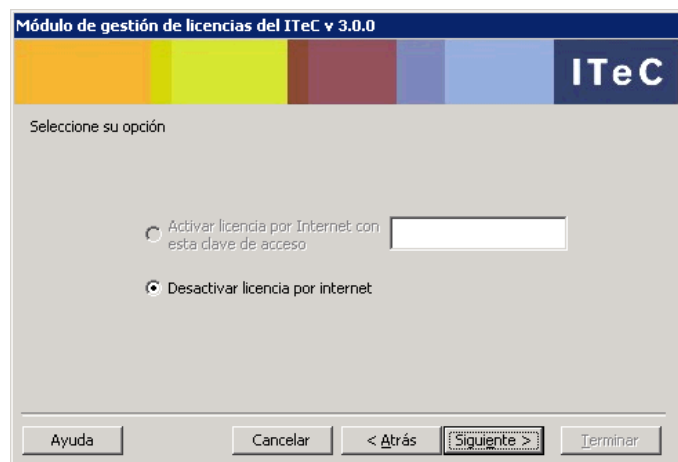 Módulo de gestión de licencias del ITeC v 3.0.0
ITeC
Seleccione su opción
Activar licencia por Internet con
esta clave de acceso
Desactivar licencia por internet
Ayuda
Cancelar
< Atrás
Siguiente >
Terminar